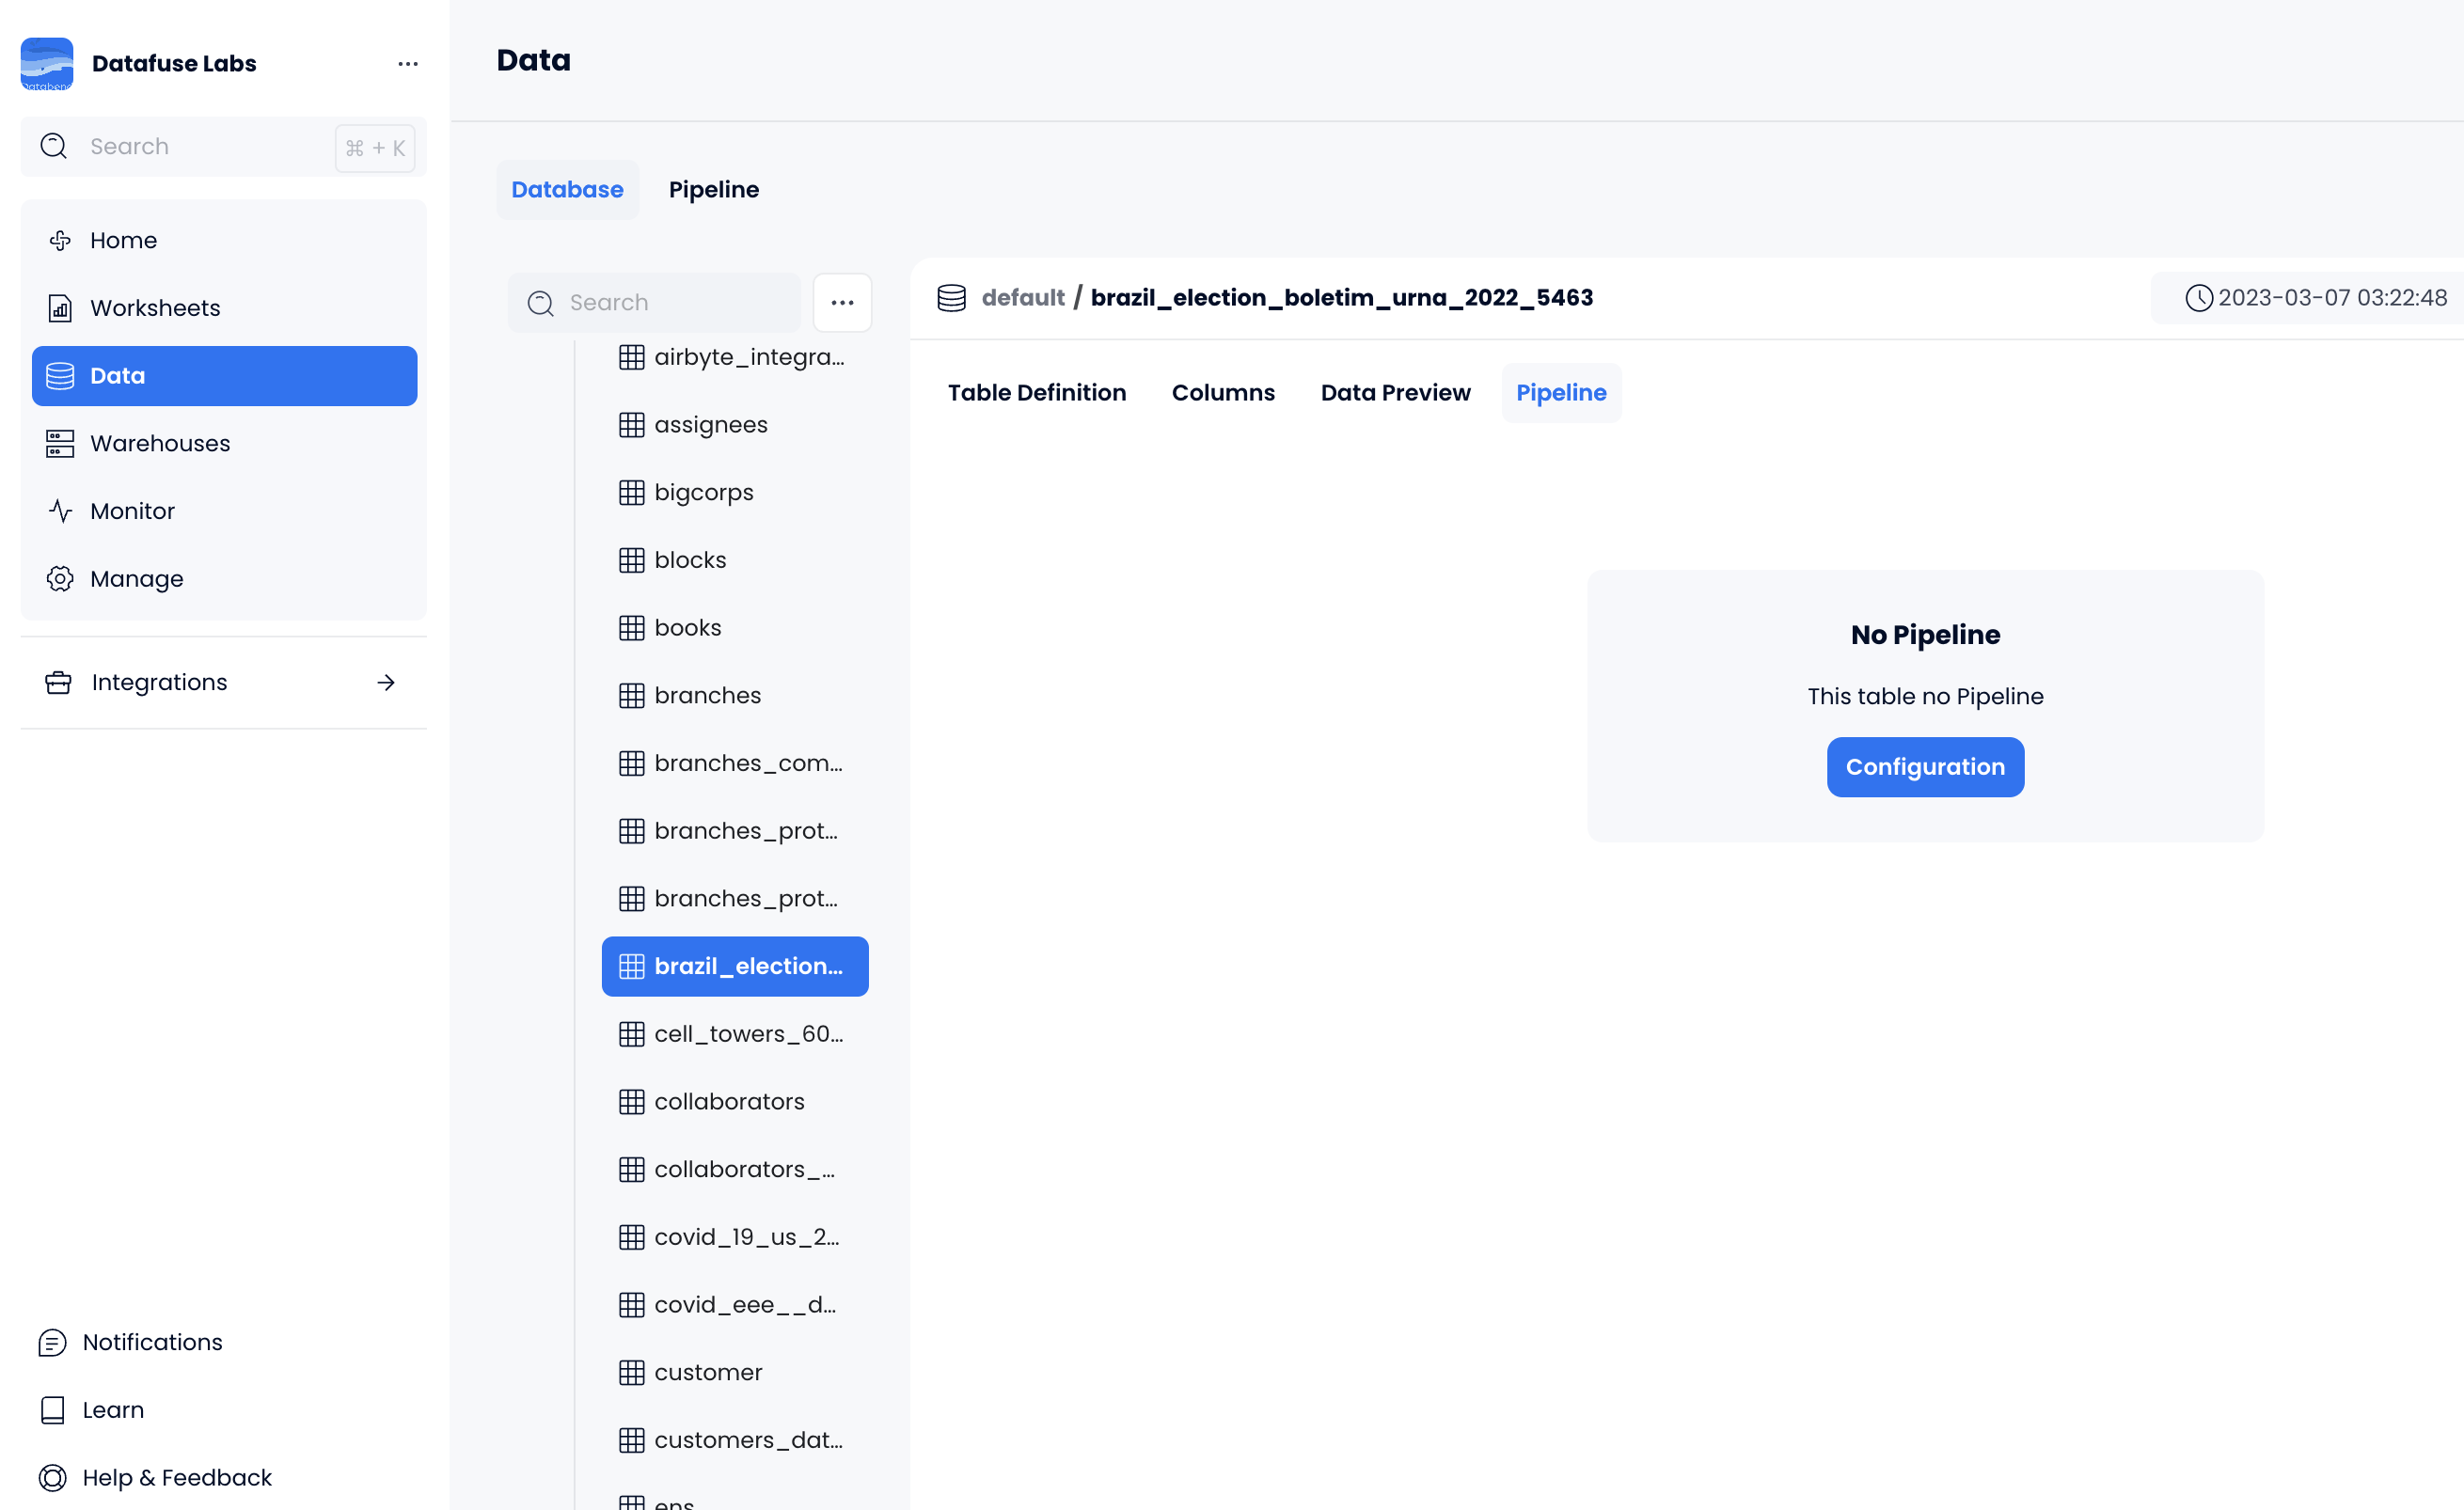 Datafuse Labs
Search
⌘ + K
Home
Worksheets
Data
Warehouses
Monitor
Manage
Integrations
Notifications
Learn
Help & Feedback
Data
Database
Pipeline
Search
airbyte_integra...
assignees
bigcorps
blocks
books
branches
branches_com...
branches_prot...
branches_prot...
brazil_election...
cell_towers_60...
collaborators
collaborators_...
covid_19_us_2...
covid_eee__d...
customer
customers_dat...
ens
default / brazil_election_boletim_urna_2022_5463
2023-03-07 03:22:48
Table Definition
Columns
Data Preview
Pipeline
No Pipeline
This table no Pipeline
Configuration